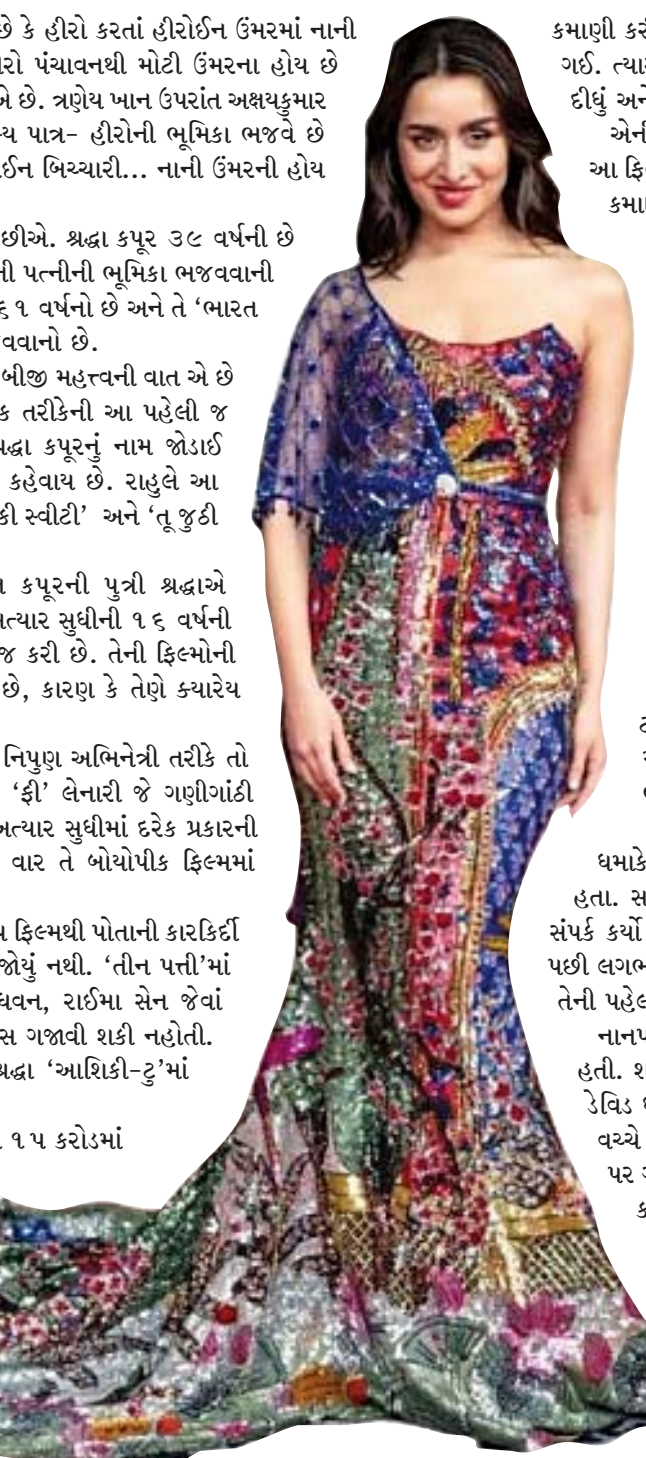 છે કે હીરો કરતાં હીરોઈન ઉંમરમાં નાની
રો પંચાવનથી મોટી ઉંમરના હોય છે
એ છે. ત્રણેય ખાન ઉપરાંત અક્ષયકુમાર
ય પાત્ર- હીરોની ભૂમિકા ભજવે છે
ઈન બિચ્ચારી... નાની ઉંમરની હોય
છીએ. શ્રદ્ધા કપૂર ૩૯ વર્ષની છે
ની પત્નીની ભૂમિકા ભજવવાની
૬૧ વર્ષનો છે અને તે ‘ભારત
વવાનો છે.
બીજી મહત્ત્વની વાત એ છે
ક તરીકેની આ પહેલી જ
દ્ધા કપૂરનું નામ જોડાઈ
કહેવાય છે. રાહુલે આ
કી સ્વીટી’ અને ‘તૂ જુઠી
કપૂરની પુત્રી શ્રદ્ધાએ
ત્યાર સુધીની ૧૬ વર્ષની
જ કરી છે. તેની ફિલ્મોની
છે, કારણ કે તેણે ક્યારેય
નિપુણ અભિનેત્રી તરીકે તો
‘ફી’ લેનારી જે ગણીગાંઠી
અત્યાર સુધીમાં દરેક પ્રકારની
વાર તે બોયોપીક ફિલ્મમાં
ફિલ્મથી પોતાની કારકિર્દી
જોયું નથી. ‘તીન પત્તી’માં
ધવન, રાઈમા સેન જેવાં
સ ગજાવી શકી નહોતી.
શ્રદ્ધા ‘આશિકી-ટુ’માં
૧૫ કરોડમાં
કમાણી કરી
ગઈ. ત્યા
દીધું અને
એની
આ ફિ
કમા
ધમાકે
હતા. સ
સંપર્ક કર્યો
પછી લગભ
તેની પહેલ
નાનપ
હતી. શ
ડેવિડ
વચ્ચે
પર